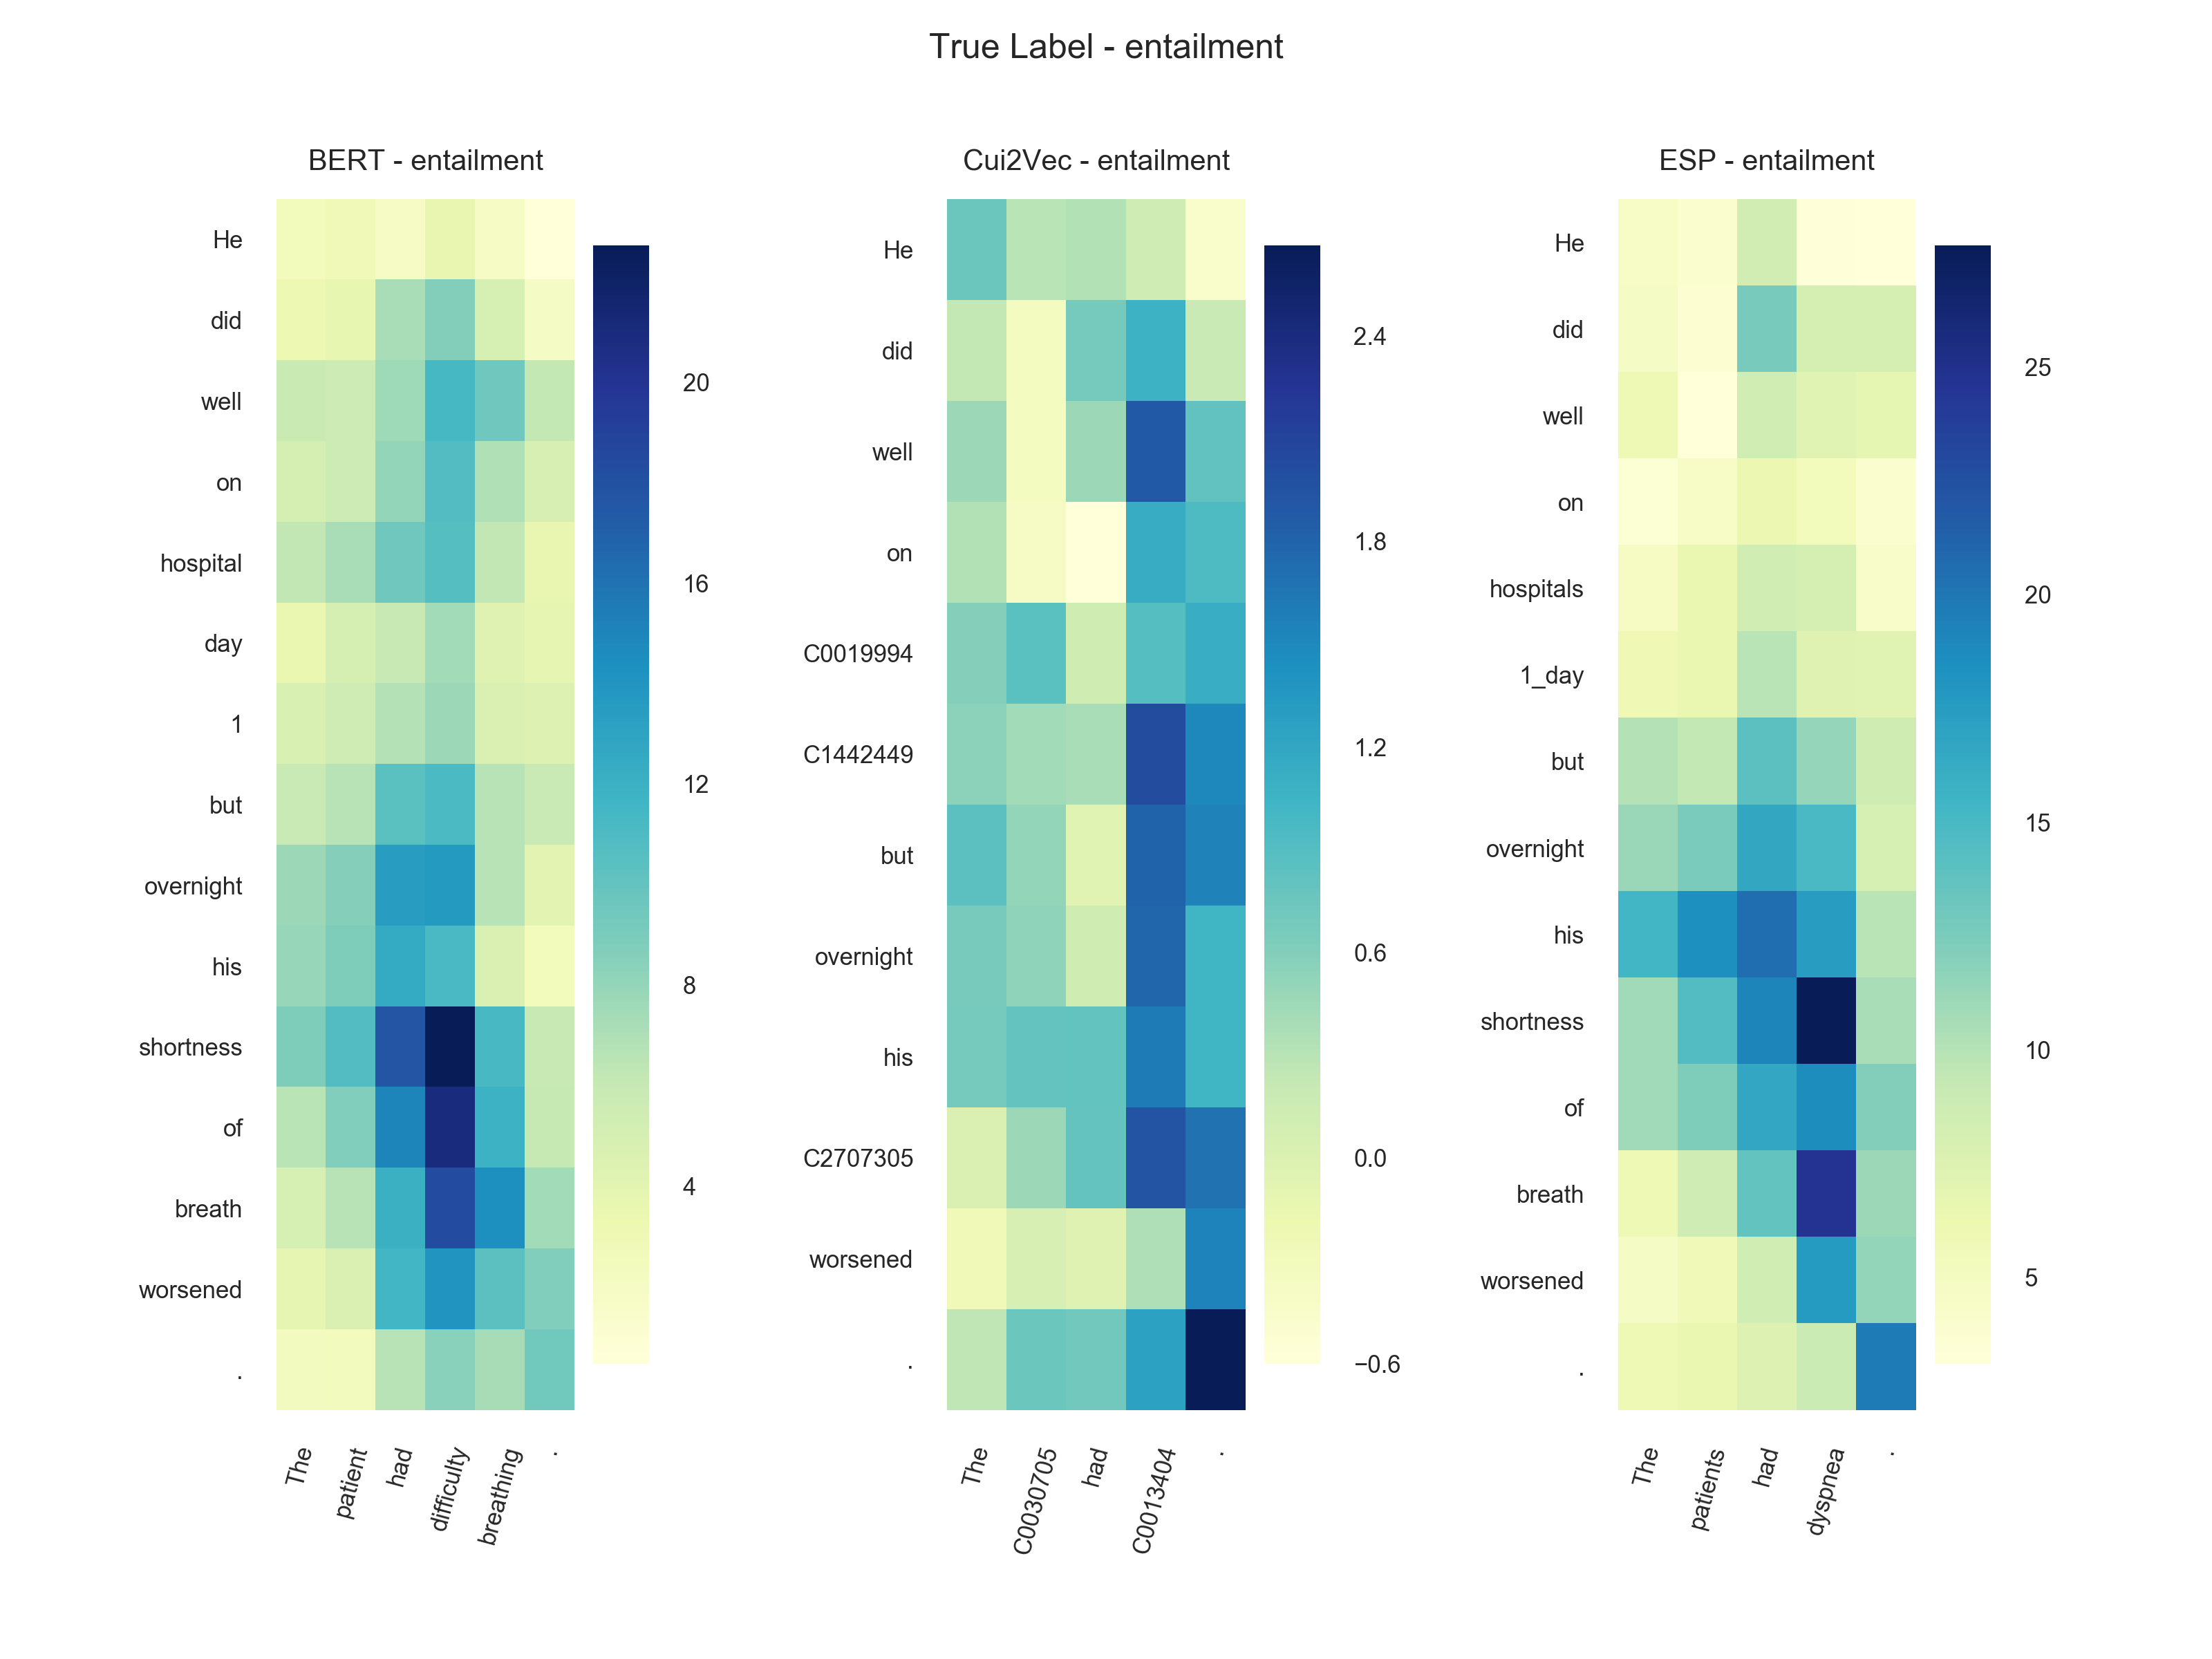 True Label - entailment
BERT - entailment
He
did
well
on
hospital
day
1
but
overnight
his
shortness
of
breath
worsened
.
The patient had difficulty breathing .
20
16
12
8
4
Cui2Vec - entailment
He
did
well
on
C0019994
C1442449
but
overnight
his
C2707305
worsened
.
The C0030705 had C0013404 .
2.4
1.8
1.2
0.6
0.0
−0.6
ESP - entailment
He
did
well
on
hospitals
1_day
but
overnight
his
shortness
of
breath
worsened
.
The patients had dyspnea .
25
20
15
10
5